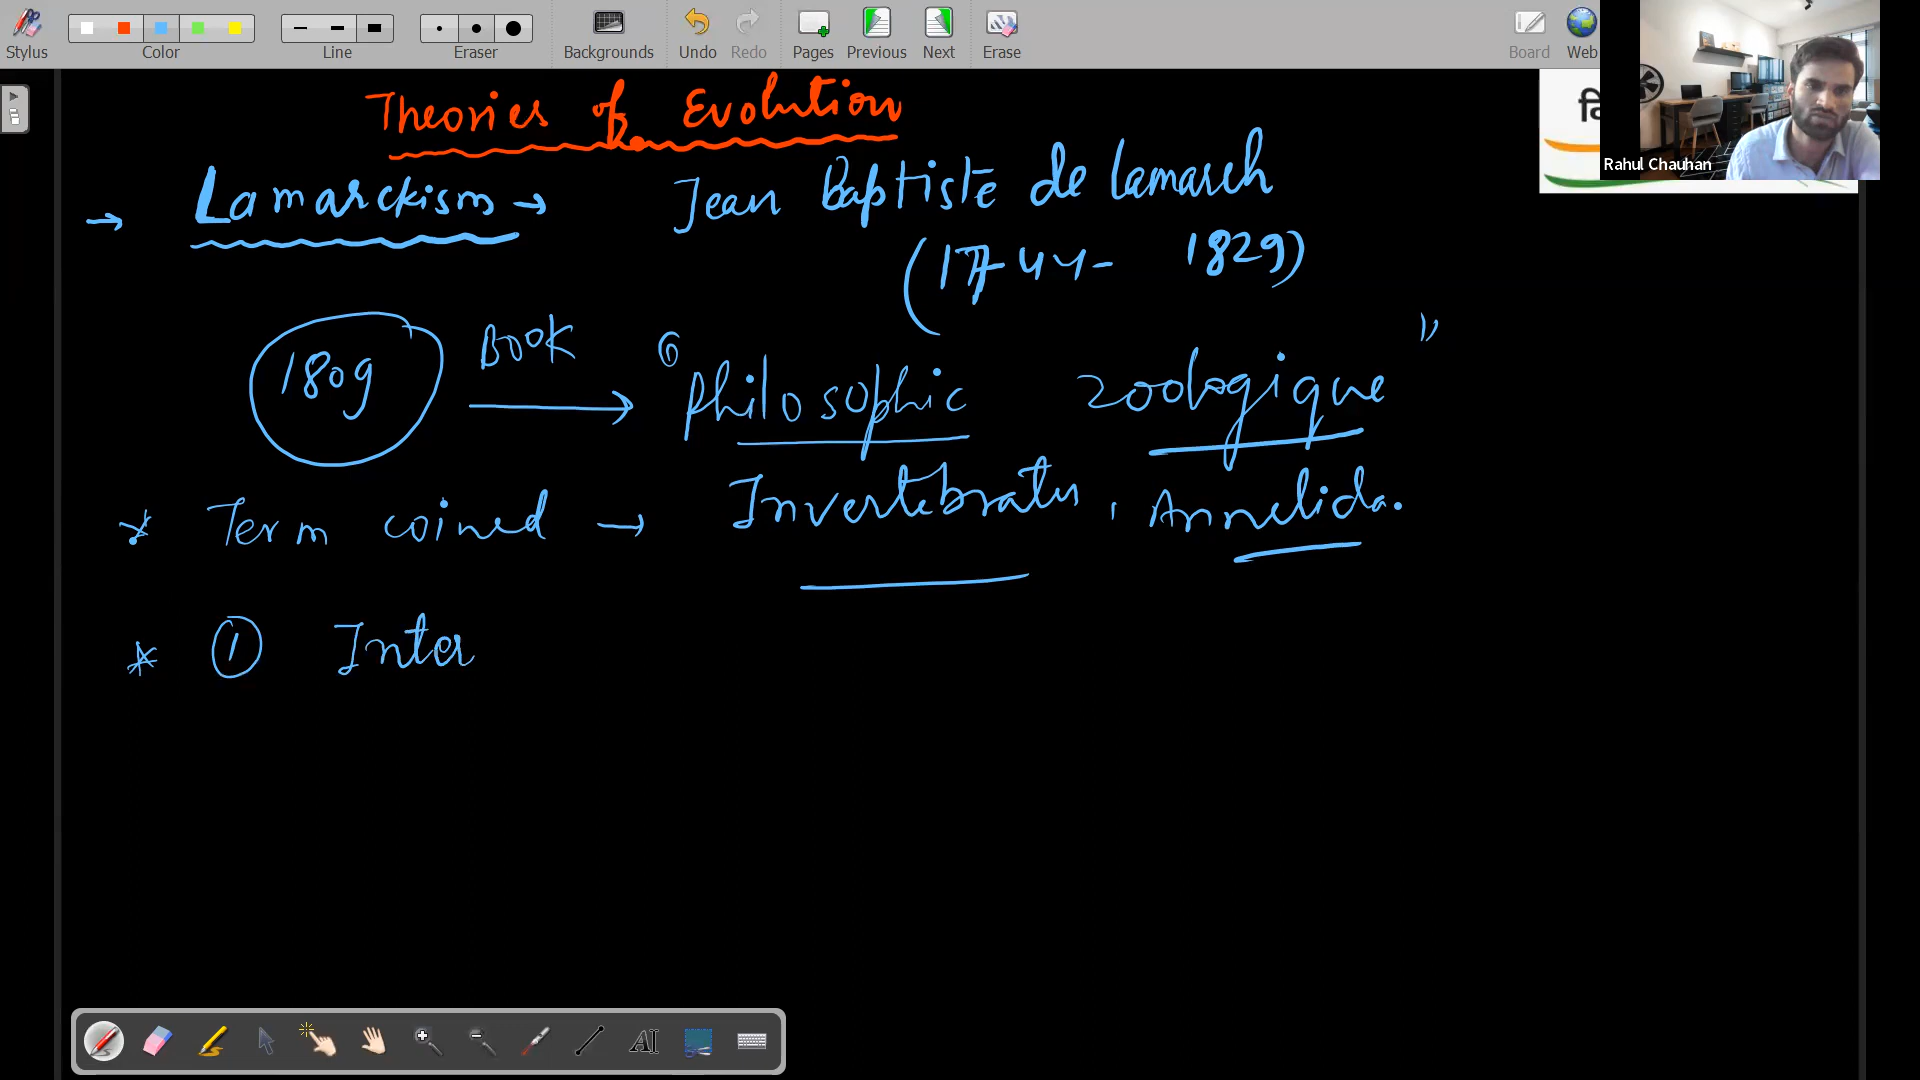 Stylus Color Line Eraser Backgrounds Undo Redo Pages Previous Next Erase Board Web
Rahul Chauhan
Theories of Evolution
→ Lamarckism → Jean Baptiste de Lamarck
(1744- 1829)
1809 Book → "Philosophic zoologique"
* Term coined → Invertebrates, Annelida.
* ① Inter